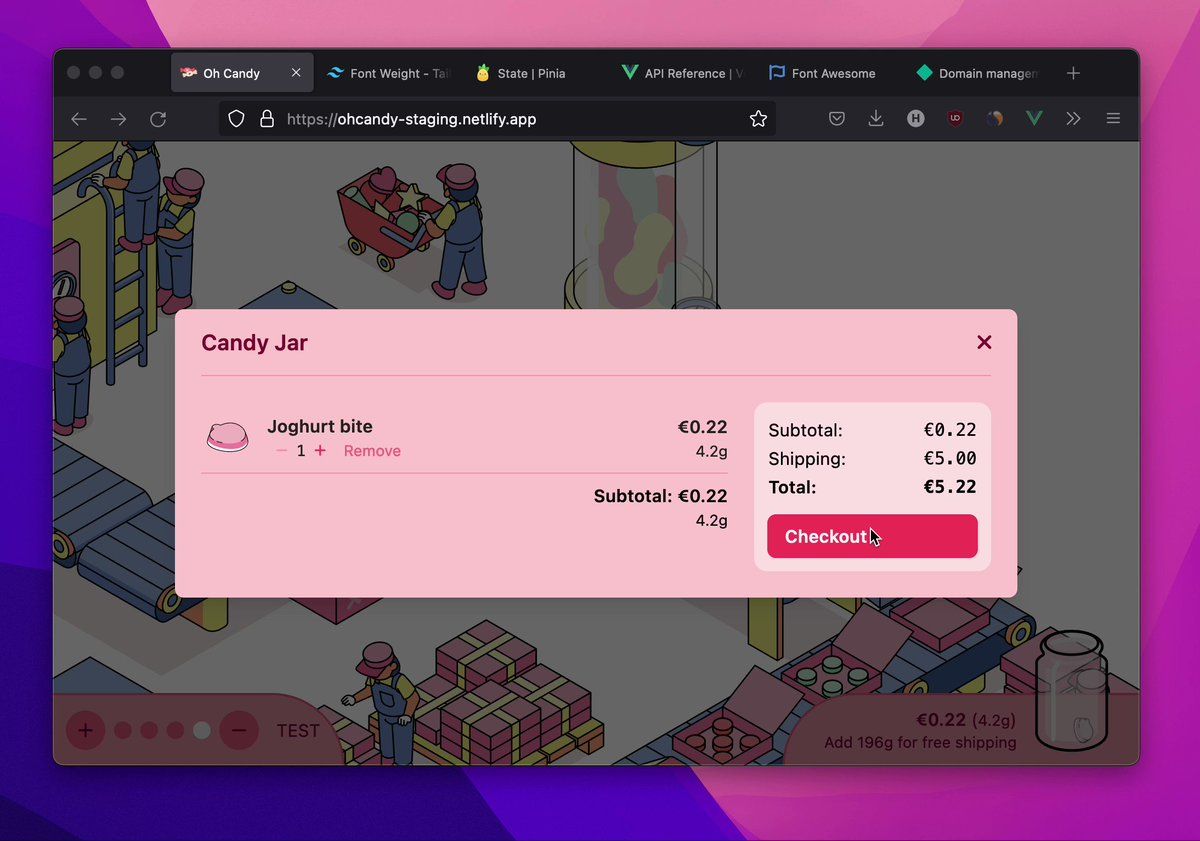 Oh Candy
Font Weight - Tail
State | Pinia
API Reference | V
Font Awesome
Domain managem
https://ohcandy-staging.netlify.app
H
UD
Candy Jar
Joghurt bite
€0.22
− 1 + Remove
4.2g
Subtotal: €0.22
4.2g
Subtotal: €0.22
Shipping: €5.00
Total: €5.22
Checkout
+
−
TEST
€0.22 (4.2g)
Add 196g for free shipping